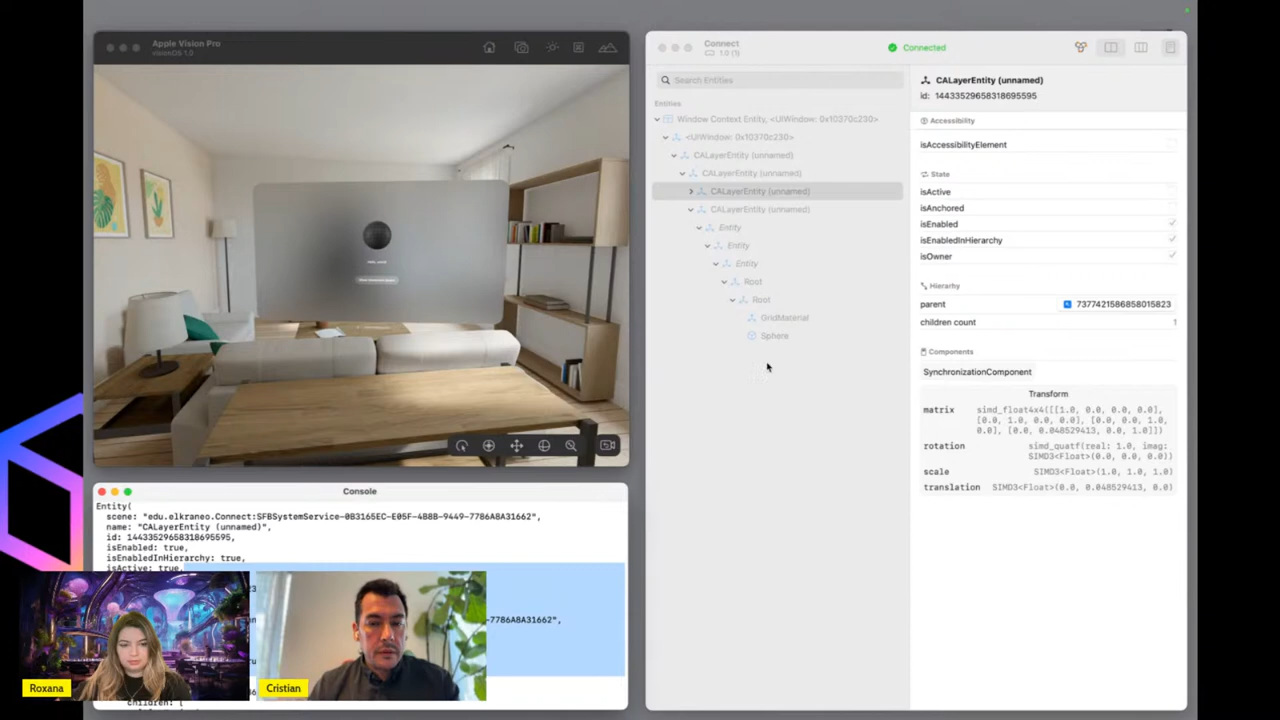 Apple Vision Pro
visionOS 1.0
Connect
1.0 (1)
Connected
Search Entities
Entities
Window Context Entity, <UIWindow: 0x10370c230>
<UIWindow: 0x10370c230>
CALayerEntity (unnamed)
CALayerEntity (unnamed)
CALayerEntity (unnamed)
CALayerEntity (unnamed)
Entity
Entity
Entity
Root
Root
GridMaterial
Sphere
CALayerEntity (unnamed)
id: 14433529658318695595
Accessibility
isAccessibilityElement
State
isActive
isAnchored
isEnabled
isEnabledInHierarchy
isOwner
Hierarchy
parent 7377421586858015823
children count 1
Components
SynchronizationComponent
Transform
matrix simd_float4x4([[1.0, 0.0, 0.0, 0.0],
[0.0, 1.0, 0.0, 0.0], [0.0, 0.0, 1.0,
0.0], [0.0, 0.048529413, 0.0, 1.0]])
rotation simd_quatf(real: 1.0, imag:
SIMD3<Float>(0.0, 0.0, 0.0))
scale SIMD3<Float>(1.0, 1.0, 1.0)
translation SIMD3<Float>(0.0, 0.048529413, 0.0)
Console
Entity(
scene: "edu.elkraneo.Connect:SFBSystemService-0B3165EC-E05F-4B8B-9449-7786A8A31662",
name: "CALayerEntity (unnamed)",
id: 14433529658318695595,
isEnabled: true,
isEnabledInHierarchy: true,
isActive: true,
-7786A8A31662",
children: [
Roxana
Cristian